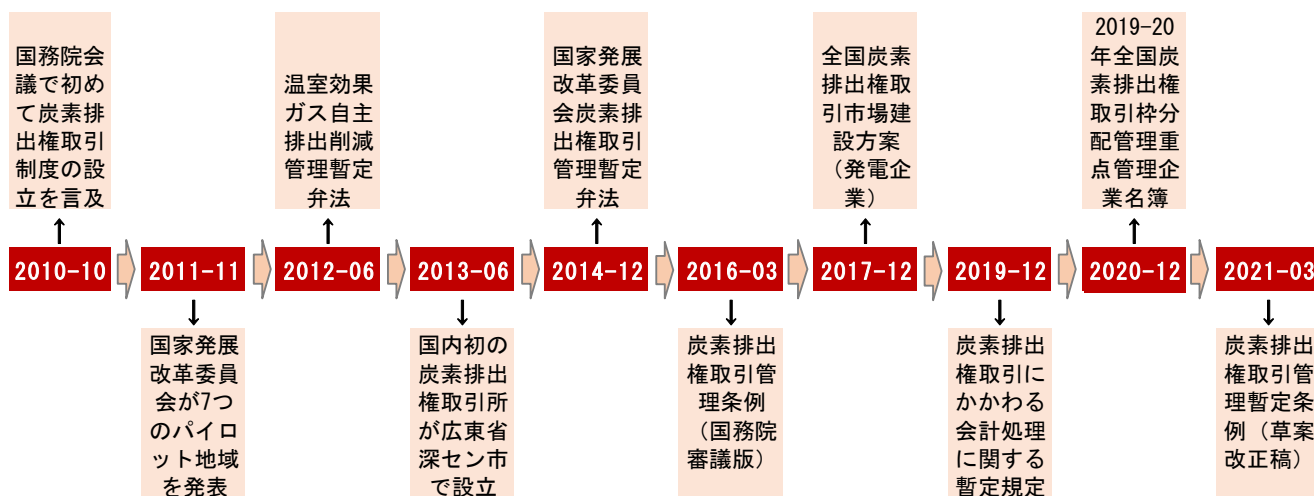 国務院会
議で初め
て炭素排
出権取引
制度の設
立を言及
温室効果
ガス自主
排出削減
管理暫定
弁法
国家発展
改革委員
会炭素排
出権取引
管理暫定
弁法
全国炭素
排出権取
引市場建
設方案
（発電企
業）
2019-20
年全国炭
素排出権
取引枠分
配管理重
点管理企
業名簿
2010-10
2011-11
2012-06
2013-06
2014-12
2016-03
2017-12
2019-12
2020-12
2021-03
国家発展
改革委員
会が7つ
のパイロ
ット地域
を発表
国内初の
炭素排出
権取引所
が広東省
深セン市
で設立
炭素排出
権取引管
理条例
（国務院
審議版）
炭素排出
権取引に
かかわる
会計処理
に関する
暫定規定
炭素排出
権取引管
理暫定条
例（草案
改正稿）